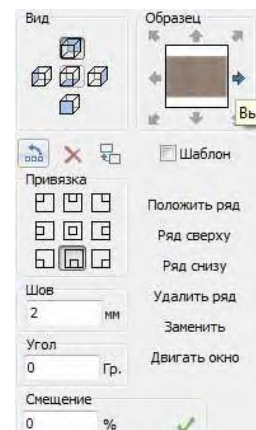 Вид
Образец
Вы
Шаблон
Привязка
Положить ряд
Ряд сверху
Ряд снизу
Шов
2 мм
Удалить ряд
Заменить
Угол
0 Гр.
Двигать окно
Смещение
0 %